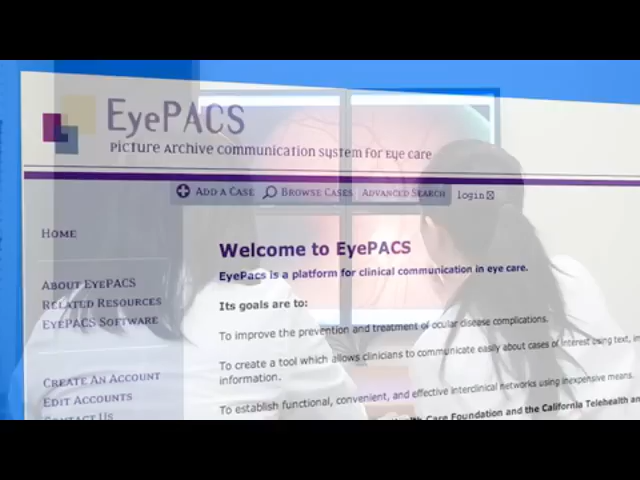 EyePACS
Picture Archive Communication System for Eye Care
Add a Case Browse Cases Advanced Search login
Home
Welcome to EyePACS
EyePacs is a platform for clinical communication in eye care.
About EyePACS
Its goals are to:
Related Resources
EyePACS Software
To improve the prevention and treatment of ocular disease complications.
To create a tool which allows clinicians to communicate easily about cases of interest using text,
information.
Create An Account
Edit Accounts
To establish functional, convenient, and effective interclinical networks using inexpensive means.
Contact Us
Care Foundation and the California Telehealth